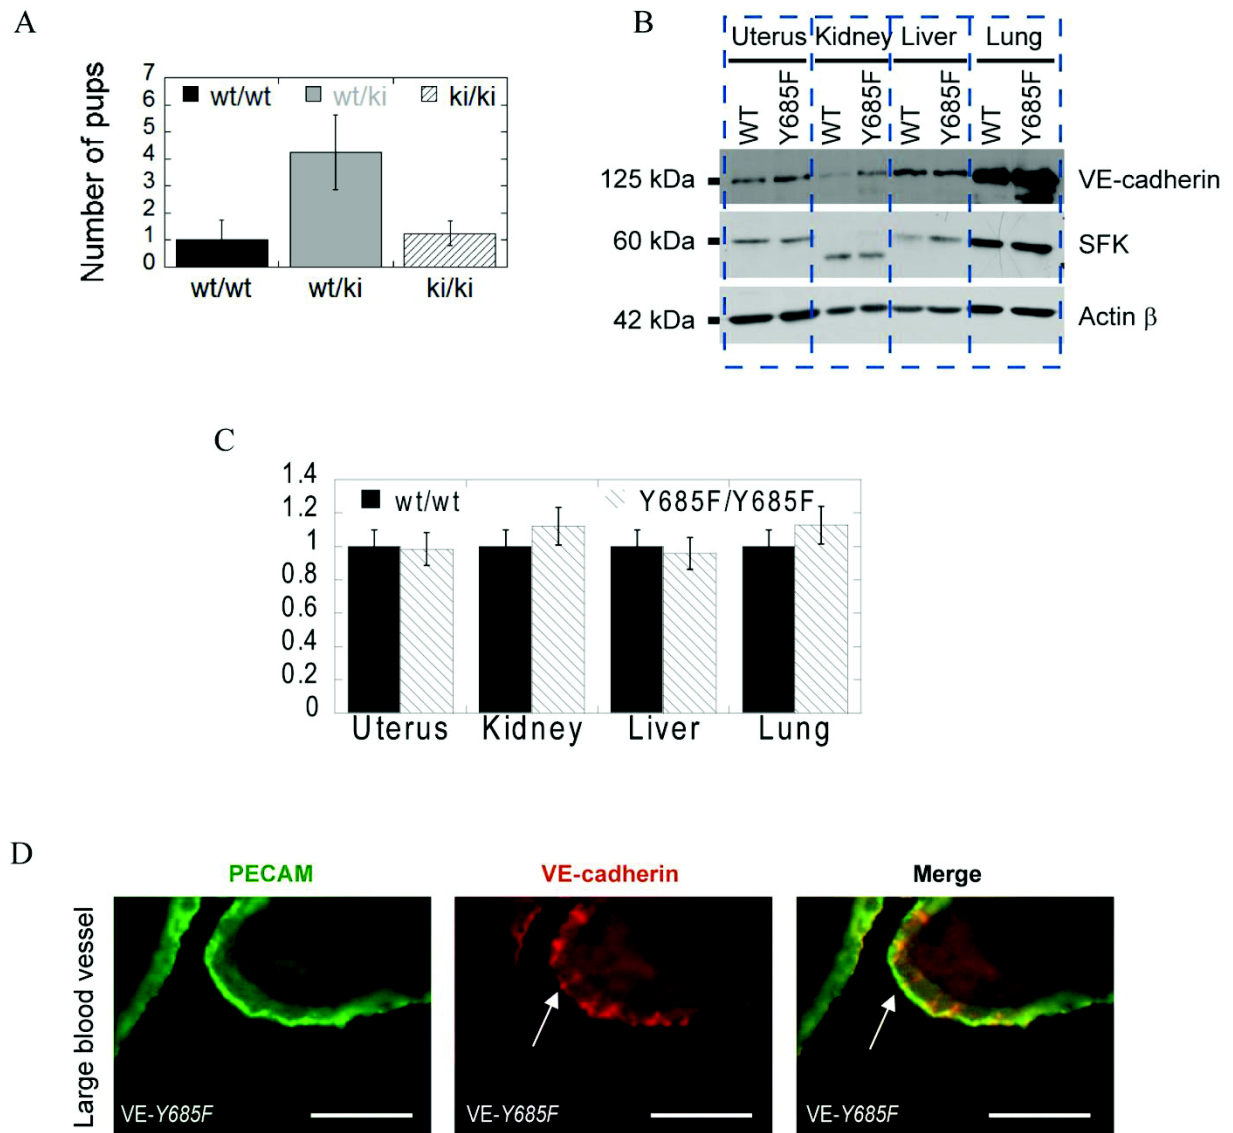 A
Number of pups
7
6
5
4
3
2
1
0
wt/wt
wt/ki
ki/ki
wt/wt
wt/ki
ki/ki
B
Uterus
Kidney
Liver
Lung
WT
Y685F
WT
Y685F
WT
Y685F
WT
Y685F
125 kDa
VE-cadherin
60 kDa
SFK
42 kDa
Actin β
C
1.4
1.2
1
0.8
0.6
0.4
0.2
0
wt/wt
Y685F/Y685F
Uterus
Kidney
Liver
Lung
D
PECAM
VE-cadherin
Merge
Large blood vessel
VE-Y685F
VE-Y685F
VE-Y685F